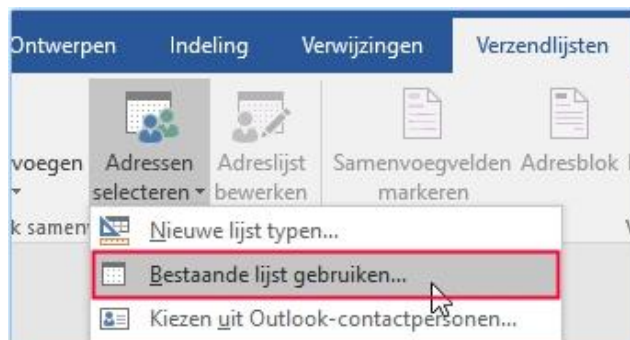 Ontwerpen Indeling Verwijzingen Verzendlijsten
voegen Adressen Adreslijst Samenvoegvelden Adresblok
selecteren bewerken markeren
k samen
Nieuwe lijst typen...
Bestaande lijst gebruiken...
Kiezen uit Outlook-contactpersonen...